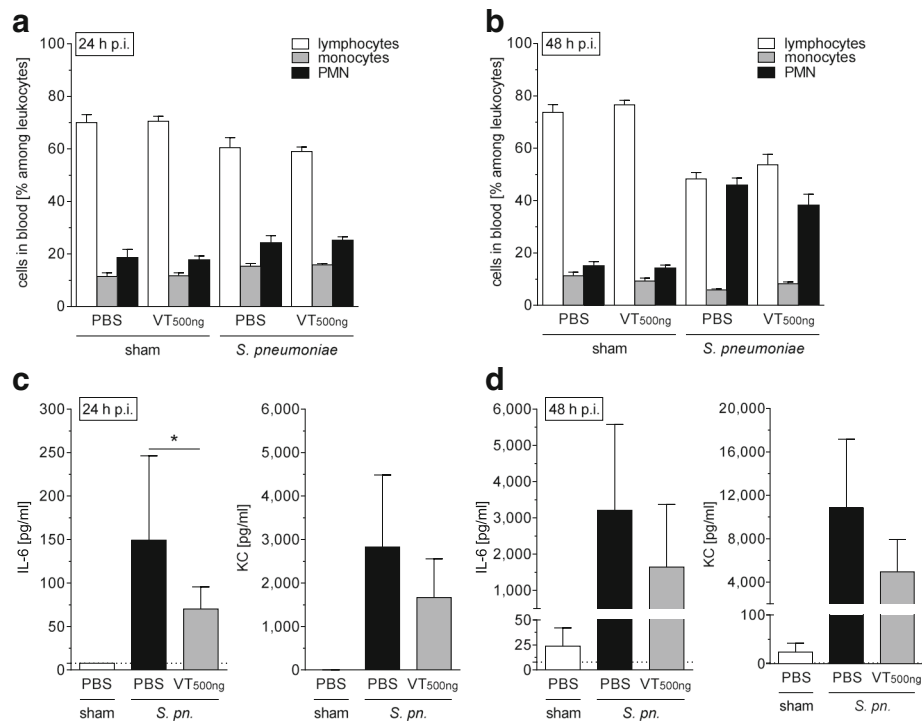 a
24 h p.i.
lymphocytes
monocytes
PMN
cells in blood [% among leukocytes]
100
80
60
40
20
0
PBS VT500ng PBS VT500ng
sham S. pneumoniae
b
48 h p.i.
lymphocytes
monocytes
PMN
cells in blood [% among leukocytes]
100
80
60
40
20
0
PBS VT500ng PBS VT500ng
sham S. pneumoniae
c
24 h p.i.
IL-6 [pg/ml]
300
250
200
150
100
50
0
*
PBS PBS VT500ng
sham S. pn.
KC [pg/ml]
6,000
5,000
4,000
3,000
2,000
1,000
0
PBS PBS VT500ng
sham S. pn.
d
48 h p.i.
IL-6 [pg/ml]
6,000
5,000
4,000
3,000
2,000
1,000
50
25
0
PBS PBS VT500ng
sham S. pn.
KC [pg/ml]
20,000
16,000
12,000
8,000
4,000
100
0
PBS PBS VT500ng
sham S. pn.